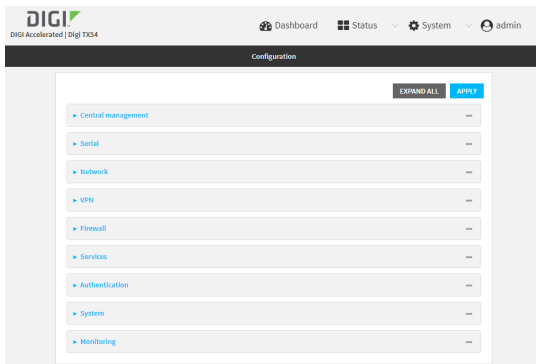 DIGI
DIGI Accelerated | Digi TX54
Dashboard Status System admin
Configuration
EXPAND ALL APPLY
Central management
Serial
Network
VPN
Firewall
Services
Authentication
System
Monitoring